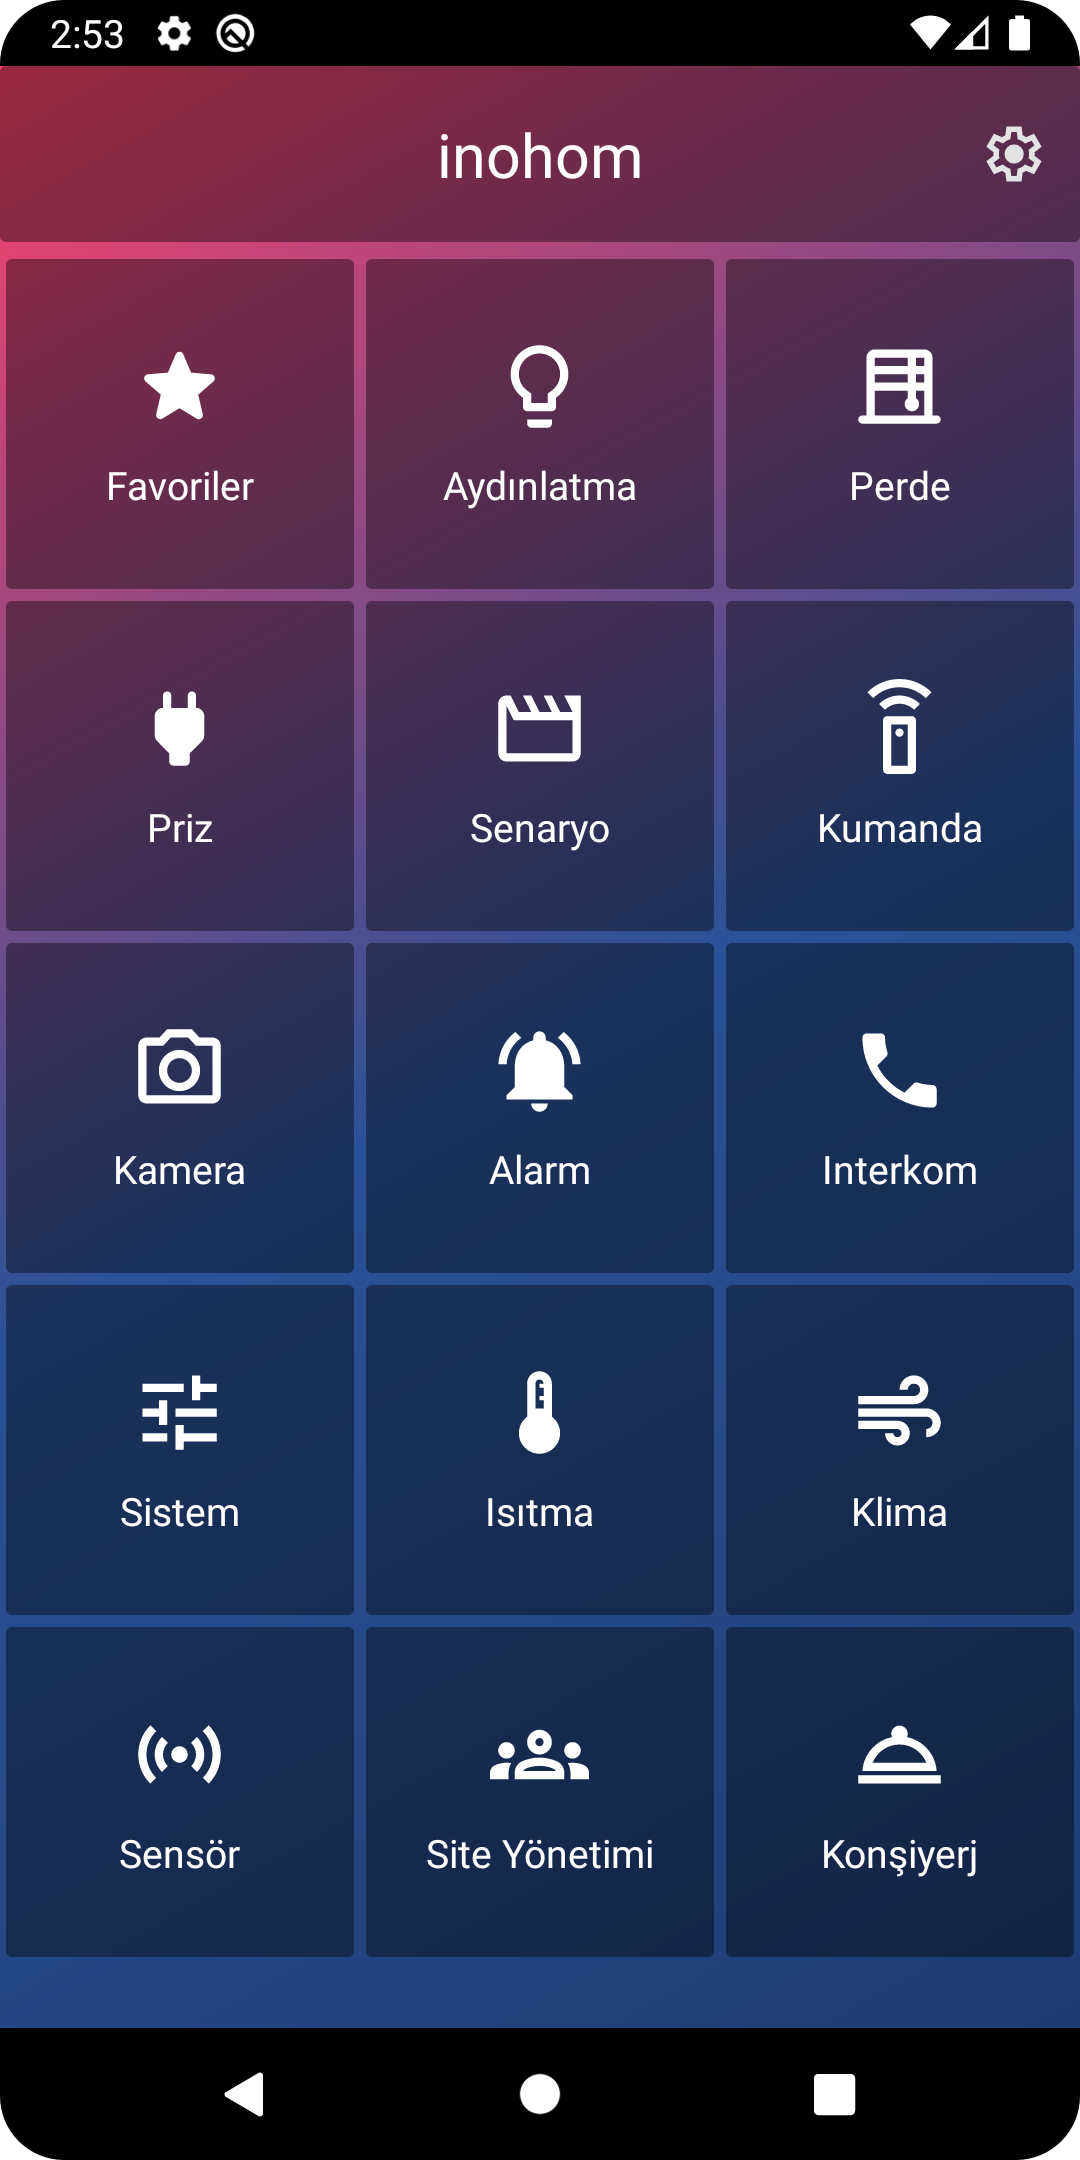 2:53
inohom
Favoriler
Aydınlatma
Perde
Priz
Senaryo
Kumanda
Kamera
Alarm
Interkom
Sistem
Isıtma
Klima
Sensör
Site Yönetimi
Konşiyerj